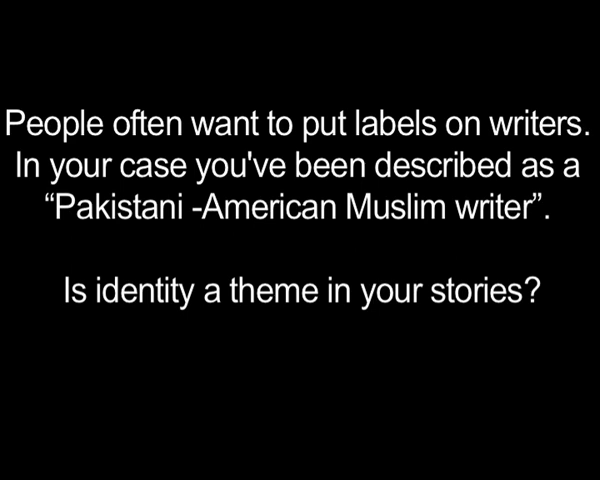 People often want to put labels on writers.
In your case you've been described as a
“Pakistani -American Muslim writer”.
Is identity a theme in your stories?